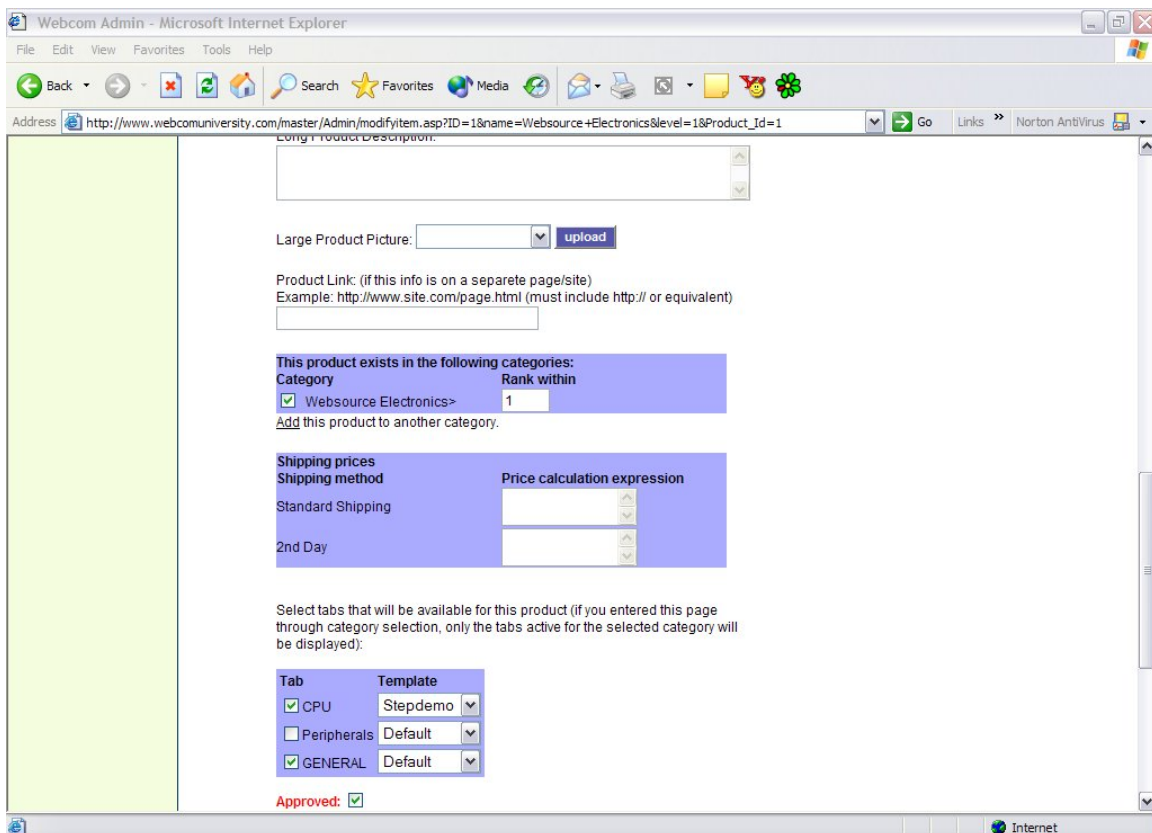 Webcom Admin - Microsoft Internet Explorer
File Edit View Favorites Tools Help
Back Search Favorites Media
Address http://www.webcomuniversity.com/master/Admin/modifyitem.asp?ID=1&name=Websource+Electronics&level=1&Product_Id=1 Go Links » Norton AntiVirus
Long Product Description:
Large Product Picture: upload
Product Link: (if this info is on a separete page/site)
Example: http://www.site.com/page.html (must include http:// or equivalent)
This product exists in the following categories:
Category Rank within
Websource Electronics> 1
Add this product to another category.
Shipping prices
Shipping method Price calculation expression
Standard Shipping
2nd Day
Select tabs that will be available for this product (if you entered this page
through category selection, only the tabs active for the selected category will
be displayed):
Tab Template
CPU Stepdemo
Peripherals Default
GENERAL Default
Approved:
Internet